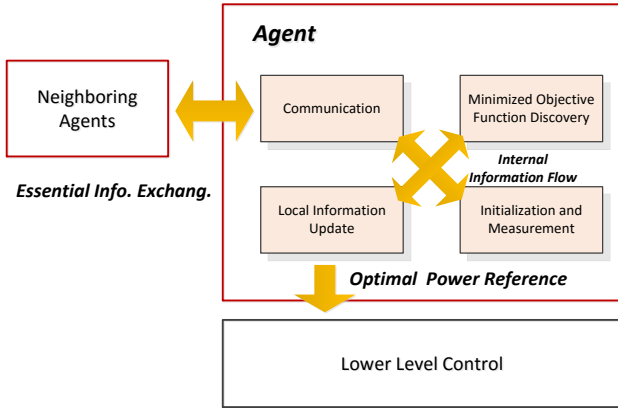 Agent
Neighboring
Agents
Communication
Minimized Objective
Function Discovery
Internal
Information Flow
Essential Info. Exchang.
Local Information
Update
Initialization and
Measurement
Optimal Power Reference
Lower Level Control